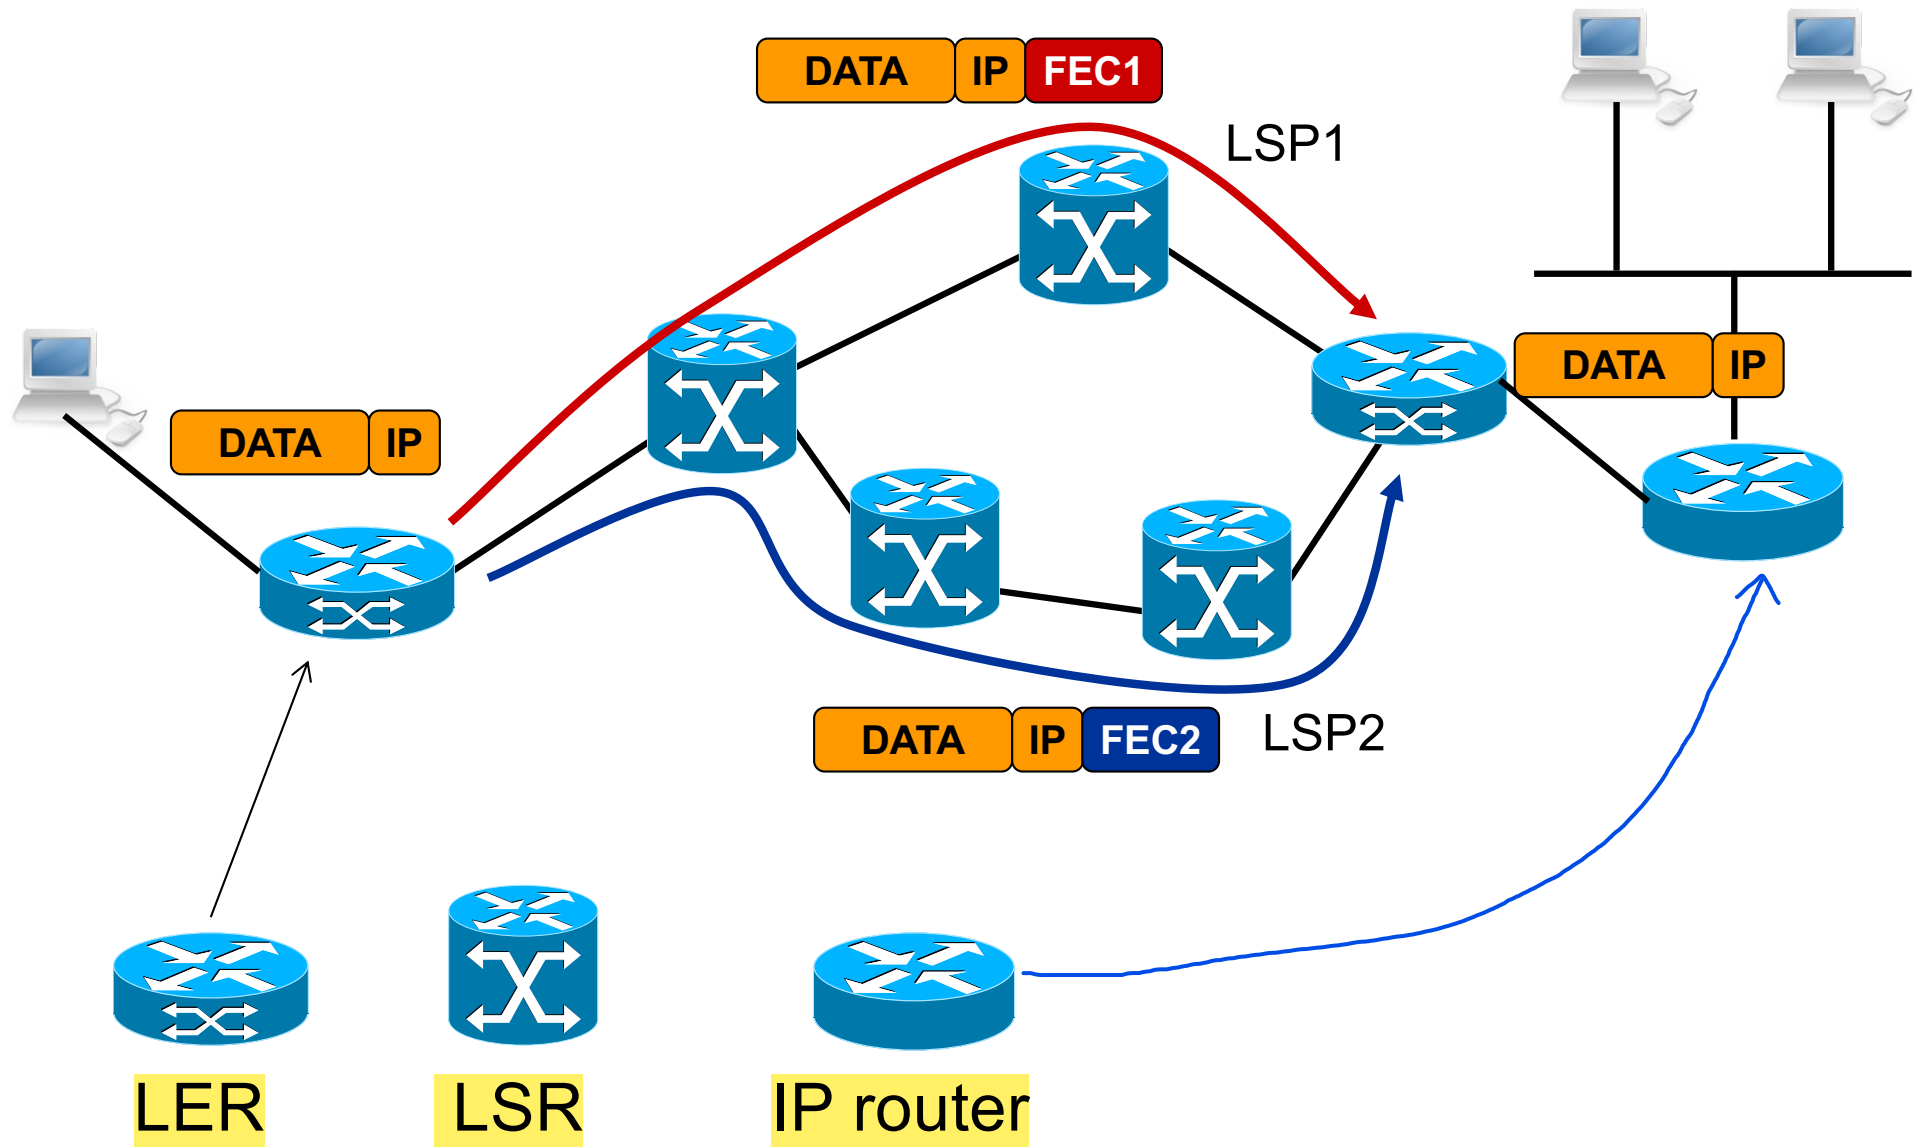 DATA IP FEC1
LSP1
DATA IP
DATA IP
DATA IP FEC2
LSP2
LER
LSR
IP router